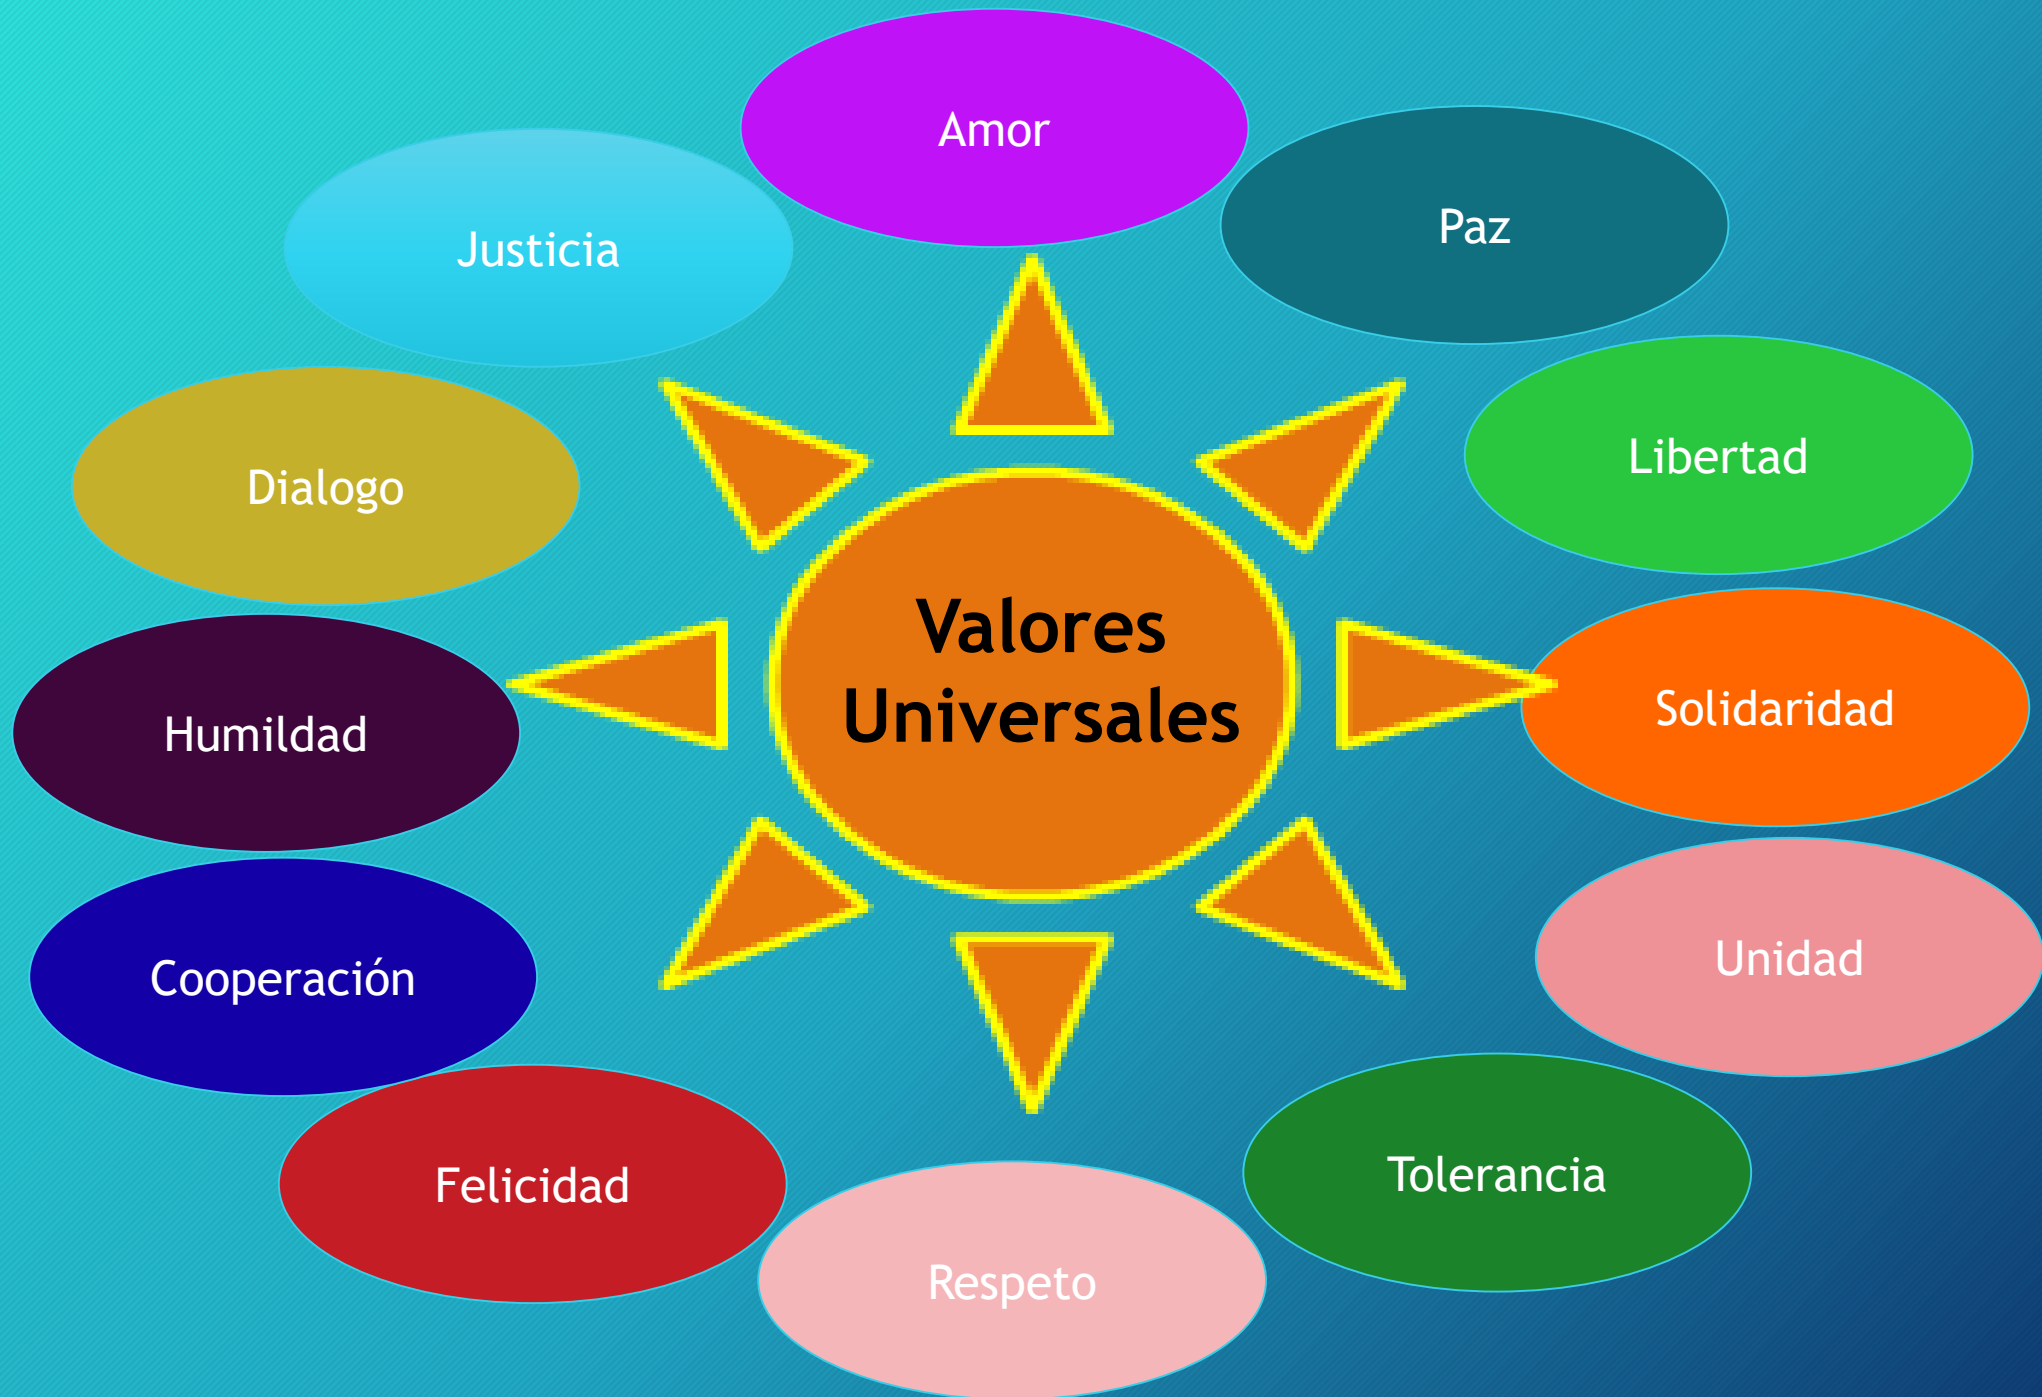 Amor
Paz
Justicia
Libertad
Dialogo
Valores
Universales
Solidaridad
Humildad
Unidad
Cooperación
Tolerancia
Felicidad
Respeto